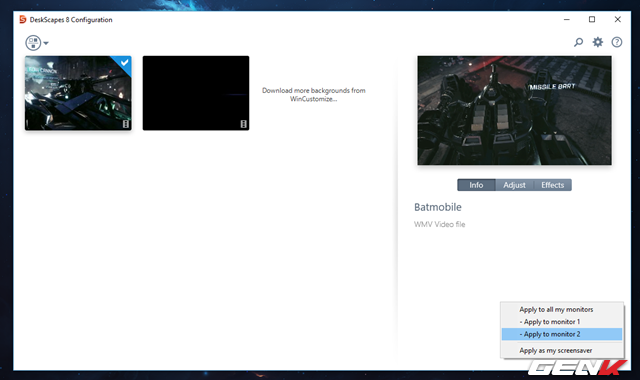 DeskScapes 8 Configuration
Download more backgrounds from
WinCustomize...
MISSILE BART
Info
Adjust
Effects
Batmobile
WMV Video file
Apply to all my monitors
- Apply to monitor 1
- Apply to monitor 2
Apply as my screensaver
GENK